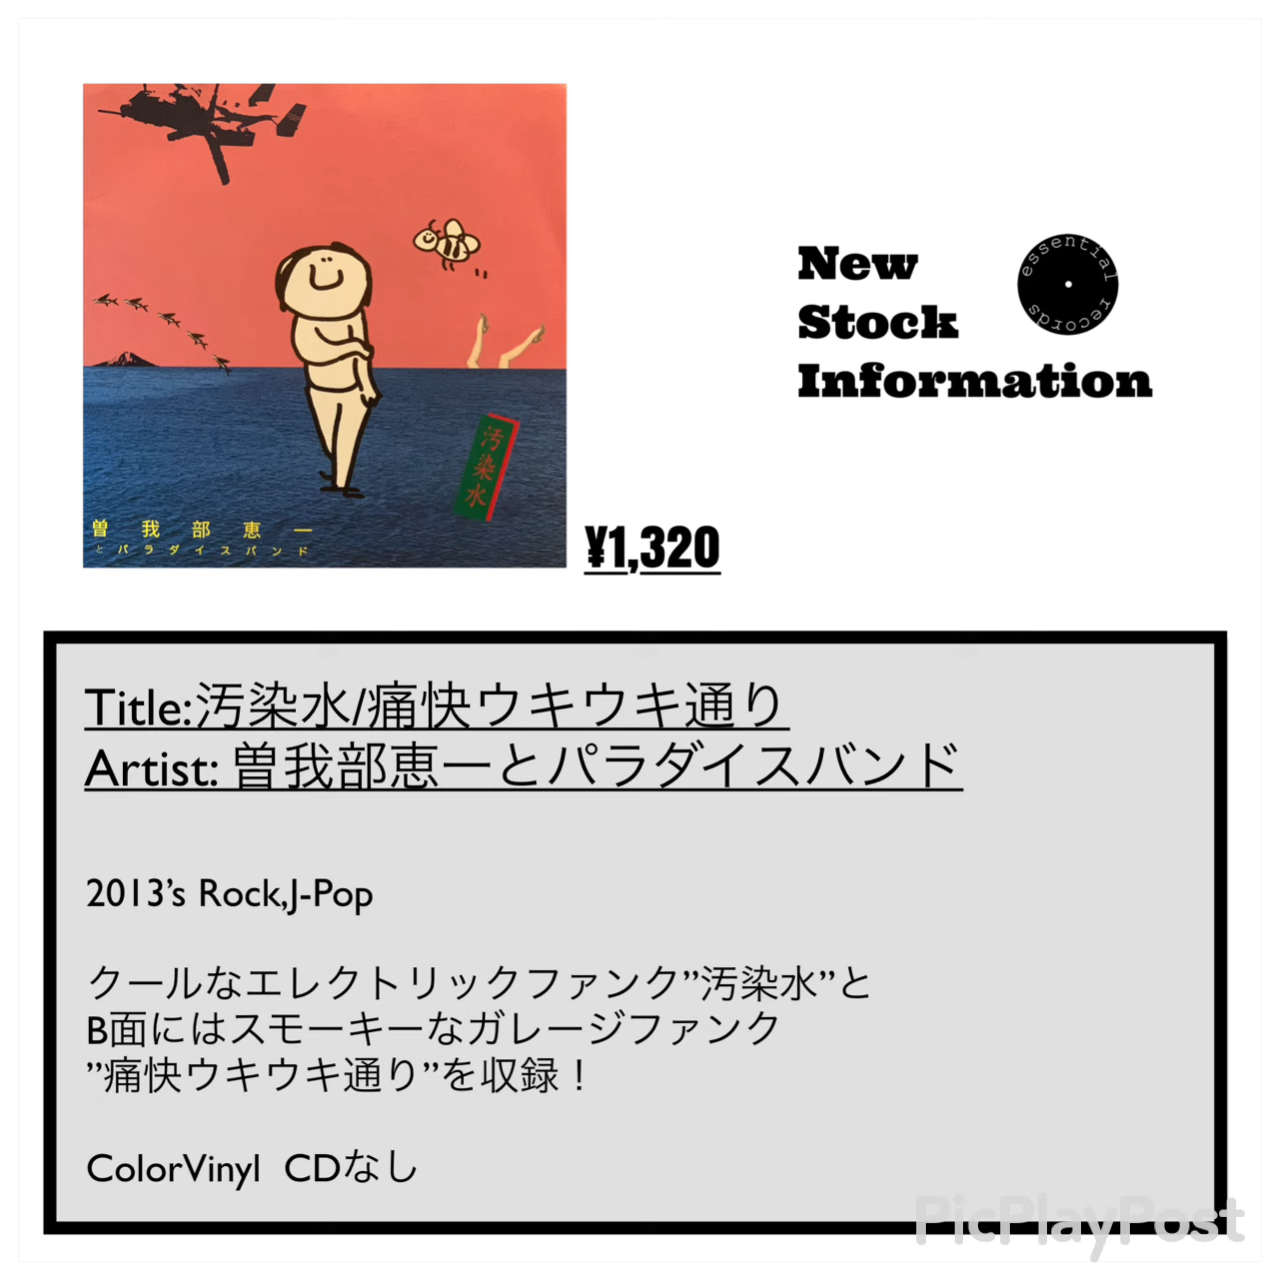 汚染水
曽我部恵一
とパラダイスバンド
¥1,320
New
Stock
Information
essential records
Title:汚染水/痛快ウキウキ通り
Artist: 曽我部恵一とパラダイスバンド
2013’s Rock,J-Pop
クールなエレクトリックファンク”汚染水”と
B面にはスモーキーなガレージファンク
”痛快ウキウキ通り”を収録！
ColorVinyl CDなし
PicPlayPost